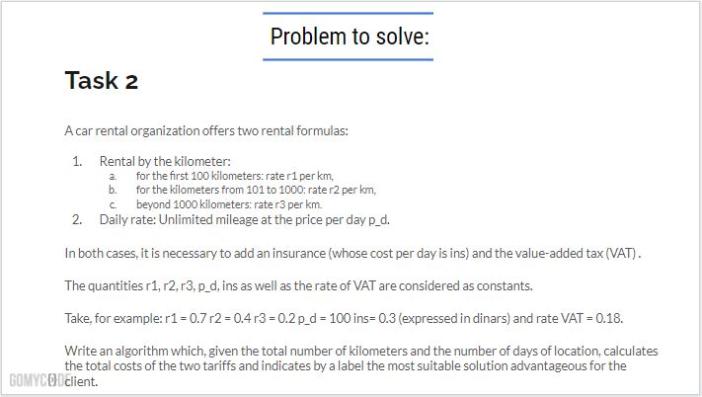 Problem to solve:
Task 2
A car rental organization offers two rental formulas:
1. Rental by the kilometer:
a. for the first 100 kilometers: rate r1 per km,
b. for the kilometers from 101 to 1000: rate r2 per km,
c. beyond 1000 kilometers: rate r3 per km.
2. Daily rate: Unlimited mileage at the price per day p_d.
In both cases, it is necessary to add an insurance (whose cost per day is ins) and the value-added tax (VAT) .
The quantities r1, r2, r3, p_d, ins as well as the rate of VAT are considered as constants.
Take, for example: r1 = 0.7 r2 = 0.4 r3 = 0.2 p_d = 100 ins= 0.3 (expressed in dinars) and rate VAT = 0.18.
Write an algorithm which, given the total number of kilometers and the number of days of location, calculates
the total costs of the two tariffs and indicates by a label the most suitable solution advantageous for the
client.
GOMYCODE